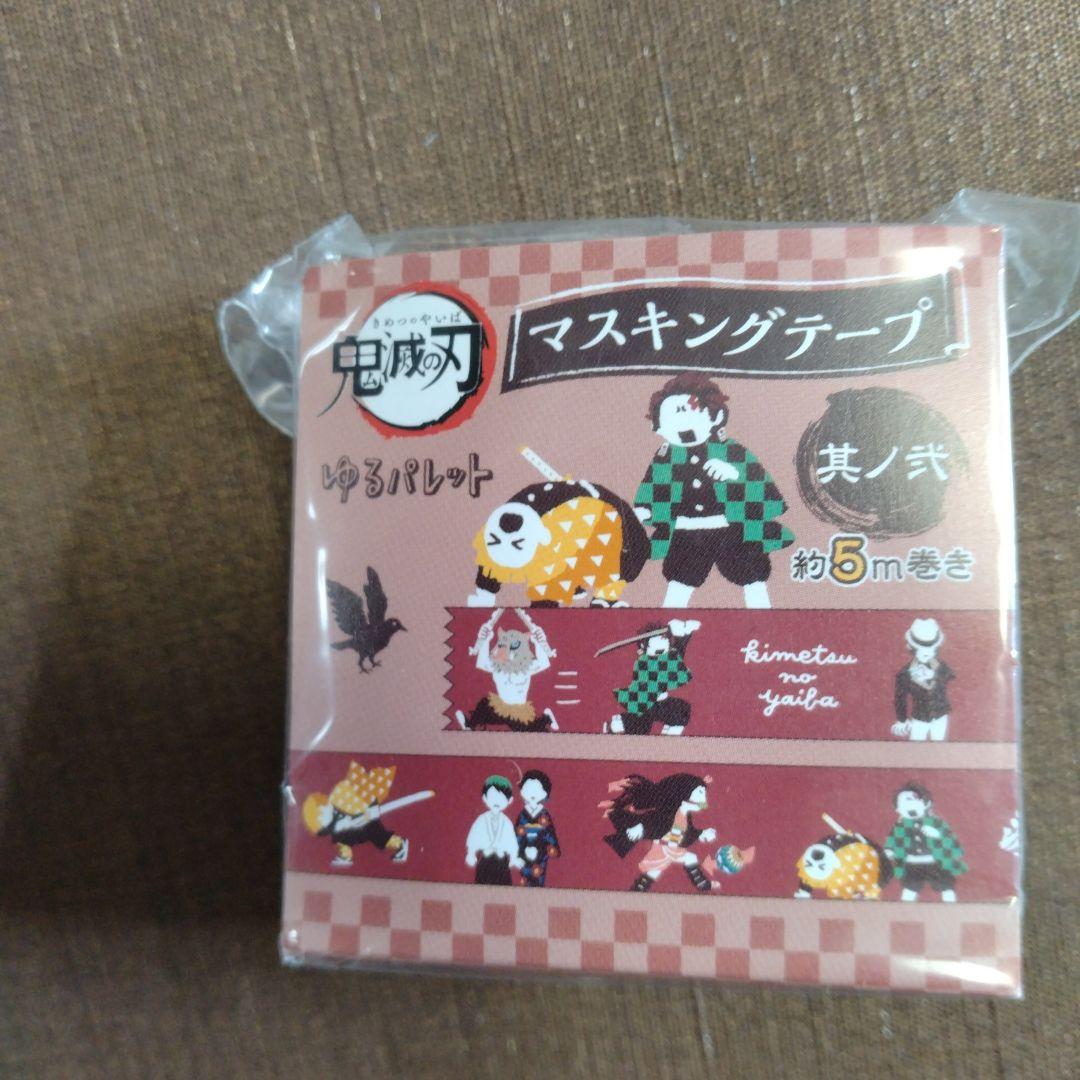 きめつのやいば
鬼滅の刃
マスキングテープ
ゆるパレット
其ノ弐
約5m巻き
kimetsu
no
yaiba